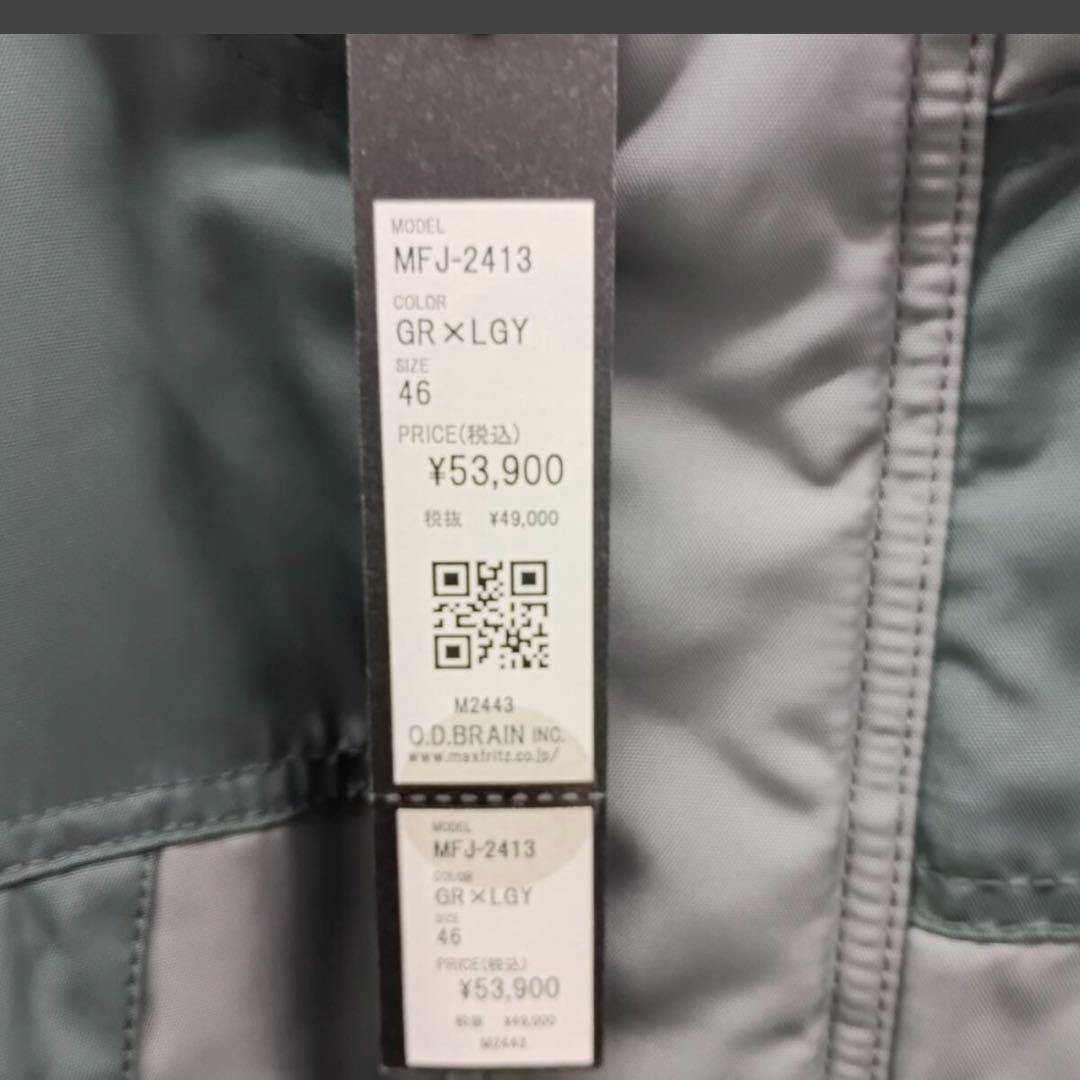 MODEL
MFJ-2413
COLOR
GR×LGY
SIZE
46
PRICE(税込)
¥53,900
税抜 ¥49,000
M2443
O.D.BRAIN INC.
www.maxfritz.co.jp/
MODEL
MFJ-2413
COLOR
GR×LGY
SIZE
46
PRICE(税込)
¥53,900
税抜 ¥49,000
M2443